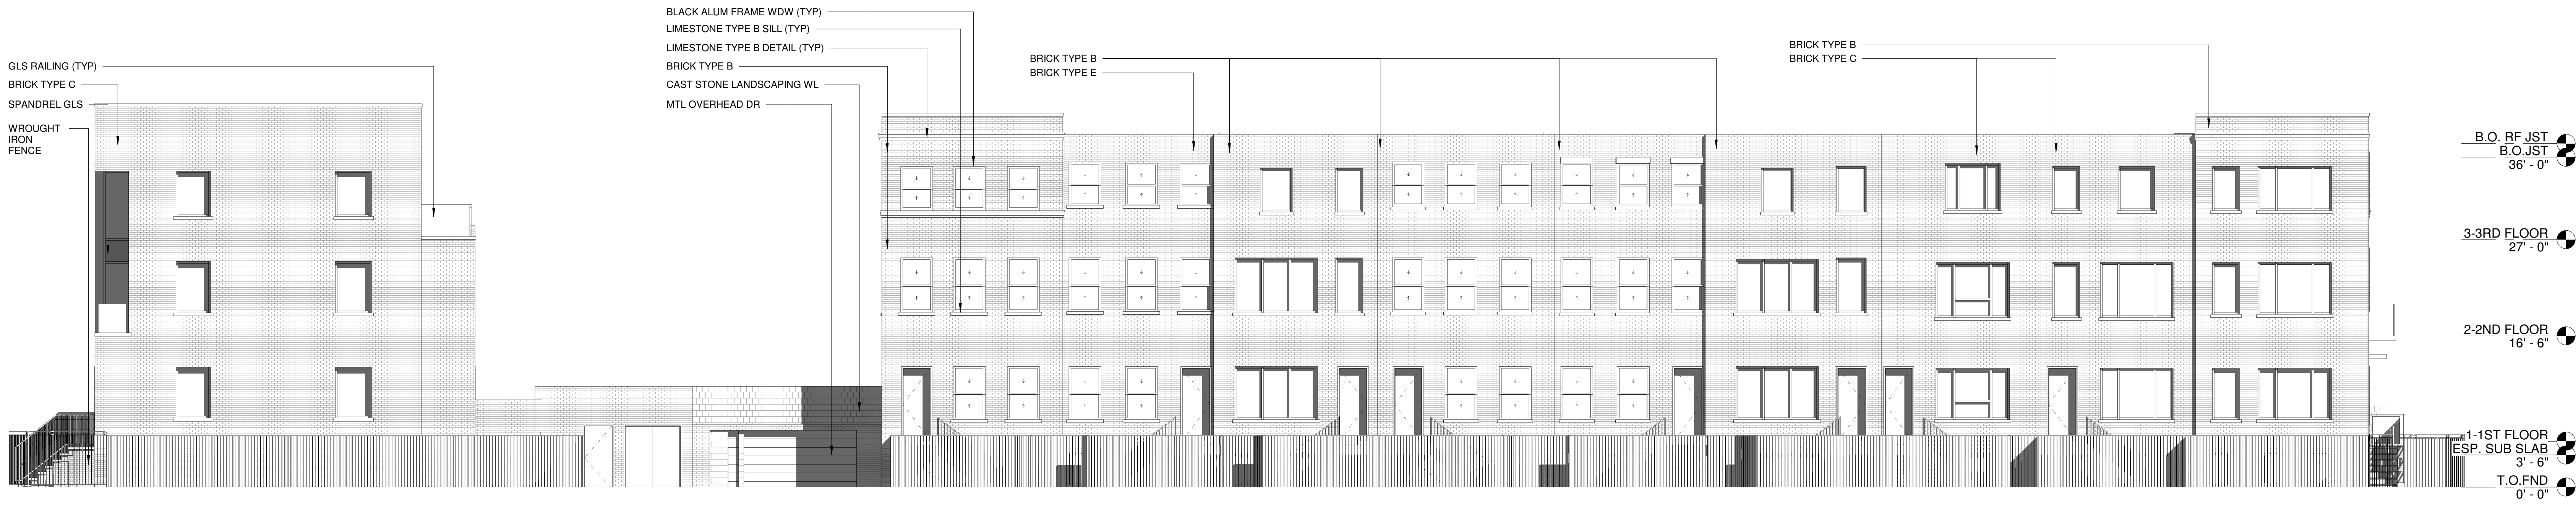 GLS RAILING (TYP)
BRICK TYPE C
SPANDREL GLS
WROUGHT
IRON
FENCE
BLACK ALUM FRAME WDW (TYP)
LIMESTONE TYPE B SILL (TYP)
LIMESTONE TYPE B DETAIL (TYP)
BRICK TYPE B
CAST STONE LANDSCAPING WL
MTL OVERHEAD DR
BRICK TYPE B
BRICK TYPE E
BRICK TYPE B
BRICK TYPE C
B.O. RF JST
B.O.JST
36' - 0"
3-3RD FLOOR
27' - 0"
2-2ND FLOOR
16' - 6"
1-1ST FLOOR
ESP. SUB SLAB
3' - 6"
T.O.FND
0' - 0"